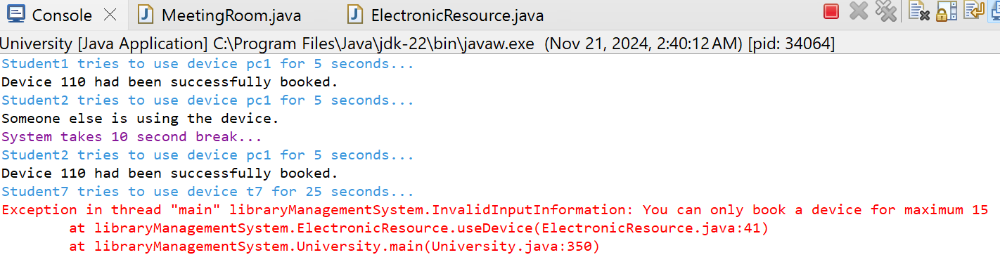 Console MeetingRoom.java ElectronicResource.java
University [Java Application] C:\Program Files\Java\jdk-22\bin\javaw.exe (Nov 21, 2024, 2:40:12 AM) [pid: 34064]
Student1 tries to use device pc1 for 5 seconds...
Device 110 had been successfully booked.
Student2 tries to use device pc1 for 5 seconds...
Someone else is using the device.
System takes 10 second break...
Student2 tries to use device pc1 for 5 seconds...
Device 110 had been successfully booked.
Student7 tries to use device t7 for 25 seconds...
Exception in thread "main" libraryManagementSystem.InvalidInputInformation: You can only book a device for maximum 15
at libraryManagementSystem.ElectronicResource.useDevice(ElectronicResource.java:41)
at libraryManagementSystem.University.main(University.java:350)